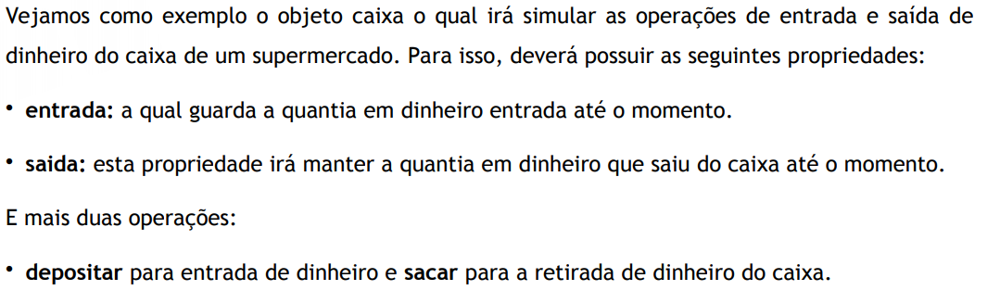 Vejamos como exemplo o objeto caixa o qual irá simular as operações de entrada e saída de
dinheiro do caixa de um supermercado. Para isso, deverá possuir as seguintes propriedades:
• entrada: a qual guarda a quantia em dinheiro entrada até o momento.
• saida: esta propriedade irá manter a quantia em dinheiro que saiu do caixa até o momento.
E mais duas operações:
• depositar para entrada de dinheiro e sacar para a retirada de dinheiro do caixa.